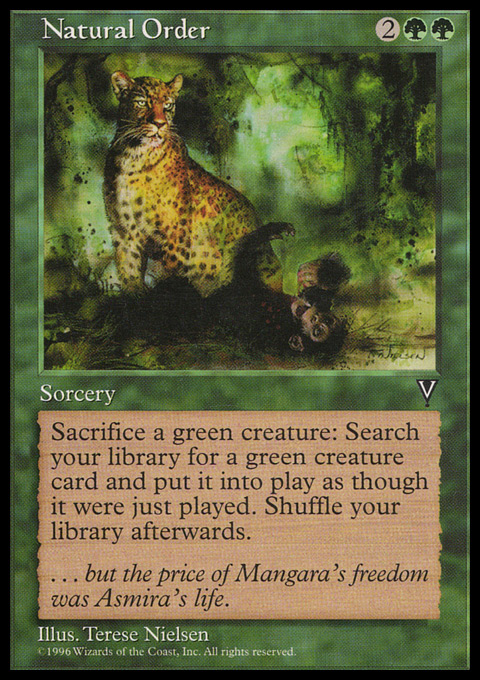 Natural Order 2
Sorcery
V
Sacrifice a green creature: Search
your library for a green creature
card and put it into play as though
it were just played. Shuffle your
library afterwards.
. . . but the price of Mangara's freedom
was Asmira's life.
Illus. Terese Nielsen
©1996 Wizards of the Coast, Inc. All rights reserved.